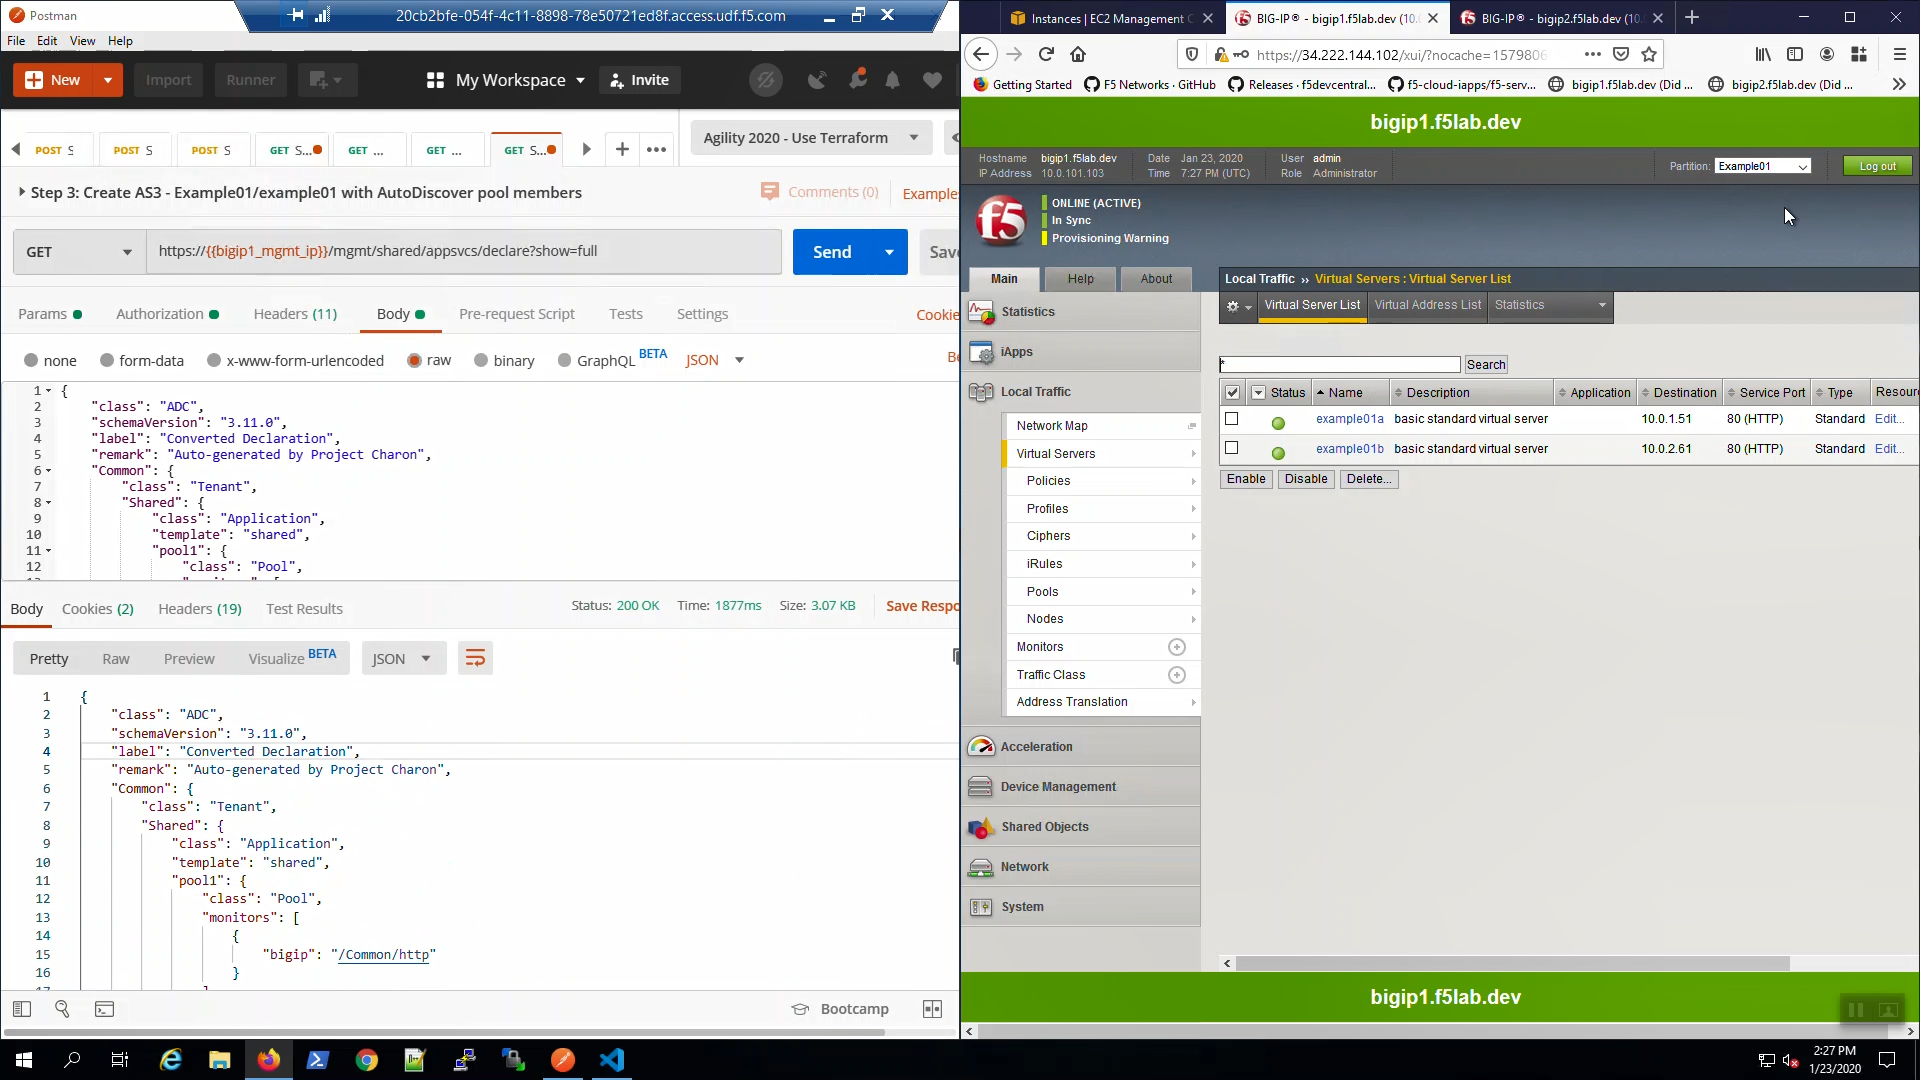 Postman
20cb2bfe-054f-4c11-8898-78e50721ed8f.access.udf.f5.com
File Edit View Help
New
Import
Runner
My Workspace
Invite
POST S
POST S
POST S
GET S...
GET ...
GET ...
GET S...
Agility 2020 - Use Terraform
Step 3: Create AS3 - Example01/example01 with AutoDiscover pool members
Comments (0)
Examples
GET
https://{{bigip1_mgmt_ip}}/mgmt/shared/appsvcs/declare?show=full
Send
Save
Params
Authorization
Headers (11)
Body
Pre-request Script
Tests
Settings
Cookie
none
form-data
x-www-form-urlencoded
raw
binary
GraphQL BETA
JSON
Be
1 {
2 "class": "ADC",
3 "schemaVersion": "3.11.0",
4 "label": "Converted Declaration",
5 "remark": "Auto-generated by Project Charon",
6 "Common": {
7 "class": "Tenant",
8 "Shared": {
9 "class": "Application",
10 "template": "shared",
11 "pool1": {
12 "class": "Pool",
Body
Cookies (2)
Headers (19)
Test Results
Status: 200 OK
Time: 1877ms
Size: 3.07 KB
Save Respo
Pretty
Raw
Preview
Visualize BETA
JSON
1 {
2 "class": "ADC",
3 "schemaVersion": "3.11.0",
4 "label": "Converted Declaration",
5 "remark": "Auto-generated by Project Charon",
6 "Common": {
7 "class": "Tenant",
8 "Shared": {
9 "class": "Application",
10 "template": "shared",
11 "pool1": {
12 "class": "Pool",
13 "monitors": [
14 {
15 "bigip": "/Common/http"
16 }
Bootcamp
Instances | EC2 Management C
BIG-IP® - bigip1.f5lab.dev (10.
BIG-IP® - bigip2.f5lab.dev (10.
https://34.222.144.102/xui/?nocache=1579806
Getting Started
F5 Networks · GitHub
Releases · f5devcentral...
f5-cloud-iapps/f5-serv...
bigip1.f5lab.dev (Did ...
bigip2.f5lab.dev (Did ...
bigip1.f5lab.dev
Hostname bigip1.f5lab.dev
IP Address 10.0.101.103
Date Jan 23, 2020
Time 7:27 PM (UTC)
User admin
Role Administrator
Partition: Example01
Log out
f5
ONLINE (ACTIVE)
In Sync
Provisioning Warning
Main
Help
About
Local Traffic » Virtual Servers : Virtual Server List
Virtual Server List
Virtual Address List
Statistics
Statistics
iApps
Local Traffic
Network Map
Virtual Servers
Policies
Profiles
Ciphers
iRules
Pools
Nodes
Monitors
Traffic Class
Address Translation
Acceleration
Device Management
Shared Objects
Network
System
*
Search
Status Name Description Application Destination Service Port Type Resour
example01a basic standard virtual server 10.0.1.51 80 (HTTP) Standard Edit...
example01b basic standard virtual server 10.0.2.61 80 (HTTP) Standard Edit...
Enable
Disable
Delete...
bigip1.f5lab.dev
2:27 PM
1/23/2020